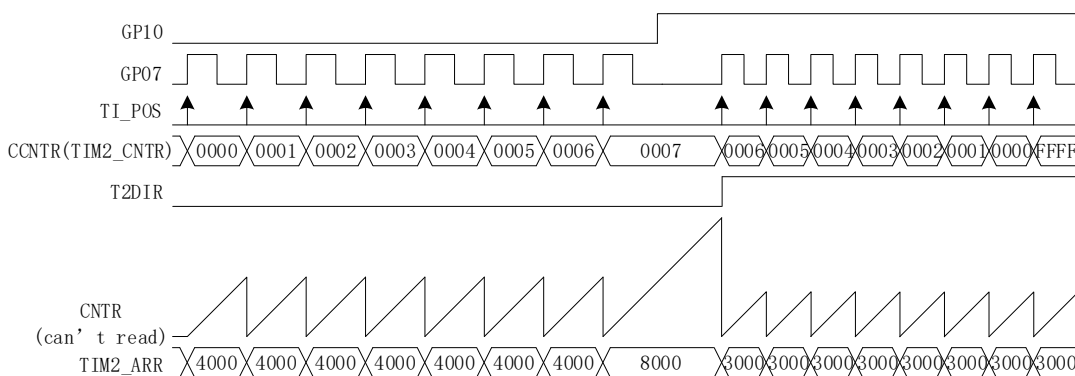 GP10
GP07
TI_POS
CCNTR(TIM2_CNTR) 0000 0001 0002 0003 0004 0005 0006 0007 0006 0005 0004 0003 0002 0001 0000 FFFF
T2DIR
CNTR
(can't read)
TIM2_ARR 4000 4000 4000 4000 4000 4000 4000 8000 3000 3000 3000 3000 3000 3000 3000 3000